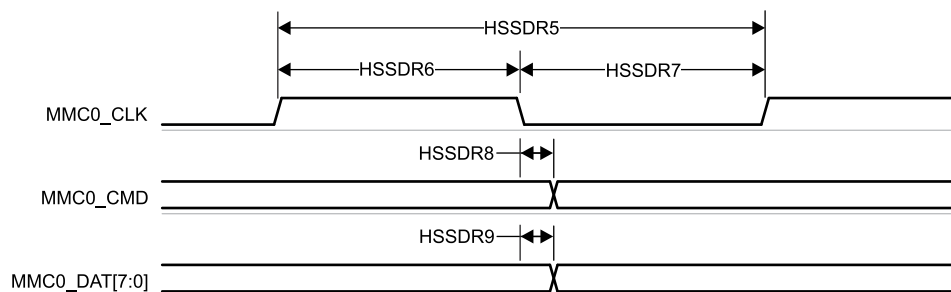 HSSDR5
HSSDR6 HSSDR7
MMC0_CLK
HSSDR8
MMC0_CMD
HSSDR9
MMC0_DAT[7:0]